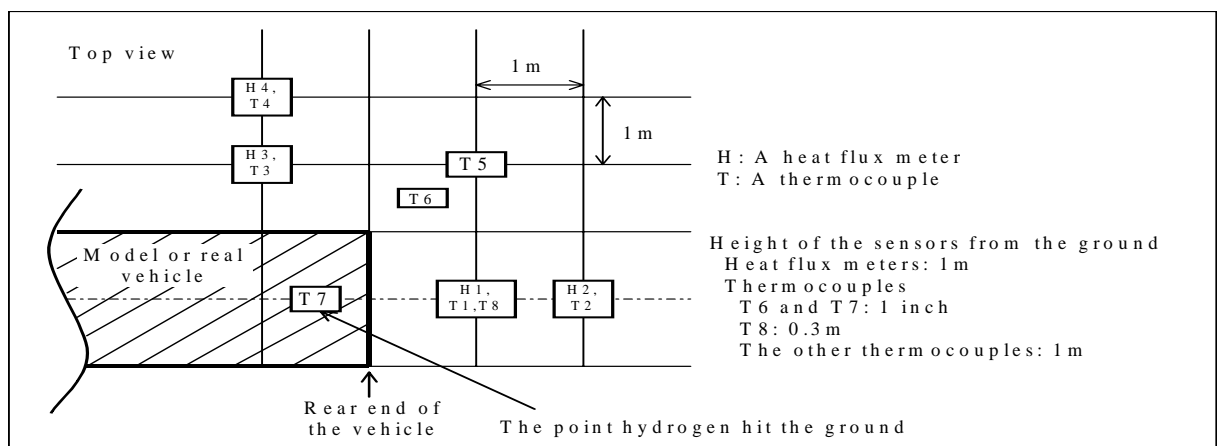 Top view
1m
H4,
T4
1m
H3,
T3
T5
H: A heat flux meter
T: A thermocouple
T6
Model or real
vehicle
Height of the sensors from the ground
Heat flux meters: 1m
Thermocouples
T6 and T7: 1 inch
T8: 0.3m
The other thermocouples: 1m
T7
H1,
T1,T8
H2,
T2
Rear end of
the vehicle
The point hydrogen hit the ground